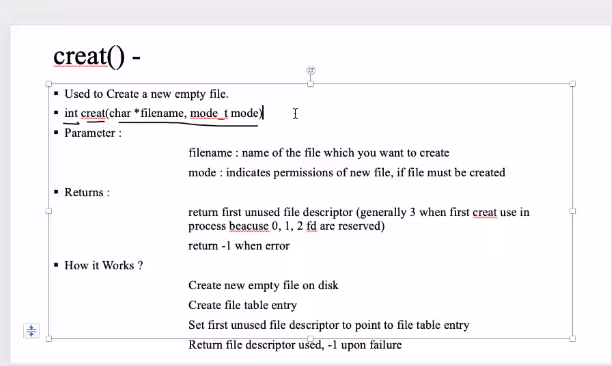 creat() -
▪ Used to Create a new empty file.
▪ int creat(char *filename, mode_t mode)
▪ Parameter :
filename : name of the file which you want to create
mode : indicates permissions of new file, if file must be created
▪ Returns :
return first unused file descriptor (generally 3 when first creat use in
process beacuse 0, 1, 2 fd are reserved)
return -1 when error
▪ How it Works ?
Create new empty file on disk
Create file table entry
Set first unused file descriptor to point to file table entry
Return file descriptor used, -1 upon failure